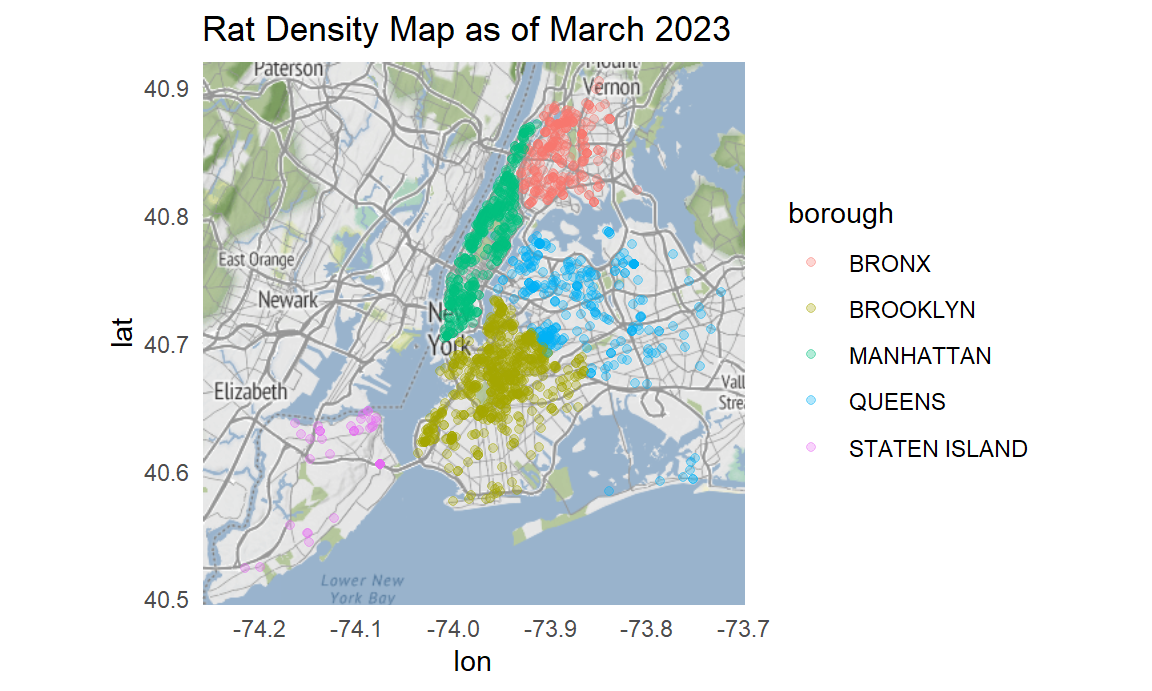 Rat Density Map as of March 2023
Paterson
Mount
Vernon
East Orange
Newark
New
York
Elizabeth
Vall
Stre
Lower New
York Bay
40.9
40.8
40.7
40.6
40.5
-74.2 -74.1 -74.0 -73.9 -73.8 -73.7
lat
lon
borough
BRONX
BROOKLYN
MANHATTAN
QUEENS
STATEN ISLAND